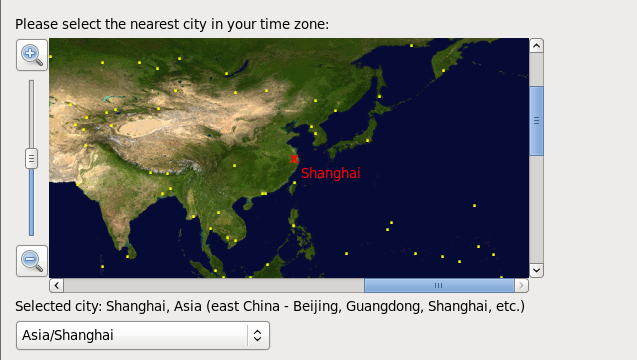 Please select the nearest city in your time zone:
Shanghai
Selected city: Shanghai, Asia (east China - Beijing, Guangdong, Shanghai, etc.)
Asia/Shanghai